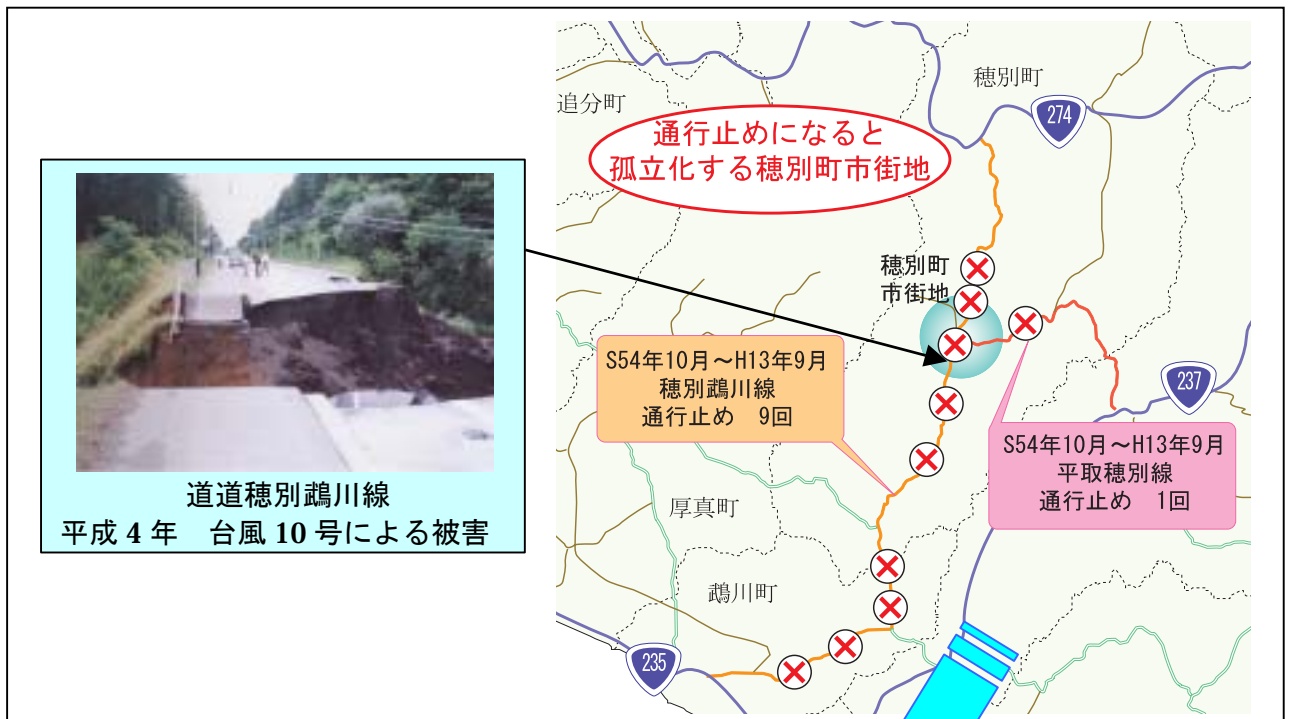 追分町
穂別町
274
通行止めになると
孤立化する穂別町市街地
穂別町
市街地
S54年10月～H13年9月
穂別鵡川線
通行止め　9回
237
S54年10月～H13年9月
平取穂別線
通行止め　1回
道道穂別鵡川線
平成 4 年　台風 10 号による被害
厚真町
鵡川町
235